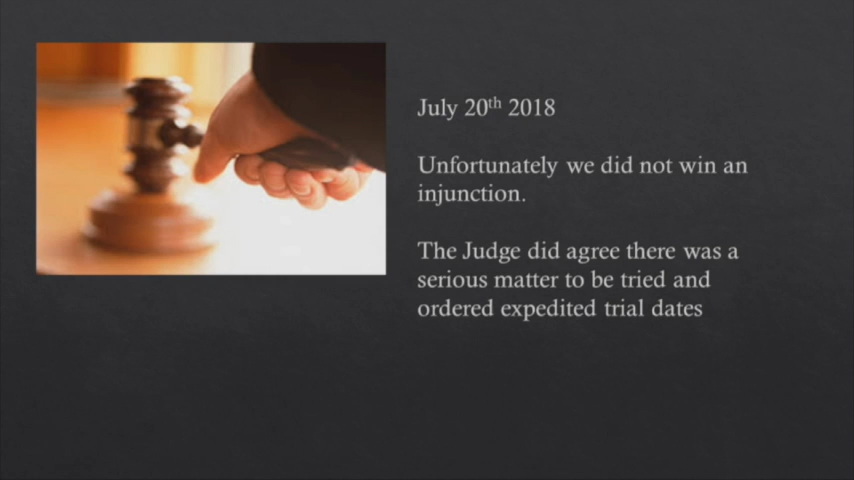 July 20th 2018
Unfortunately we did not win an
injunction.
The Judge did agree there was a
serious matter to be tried and
ordered expedited trial dates